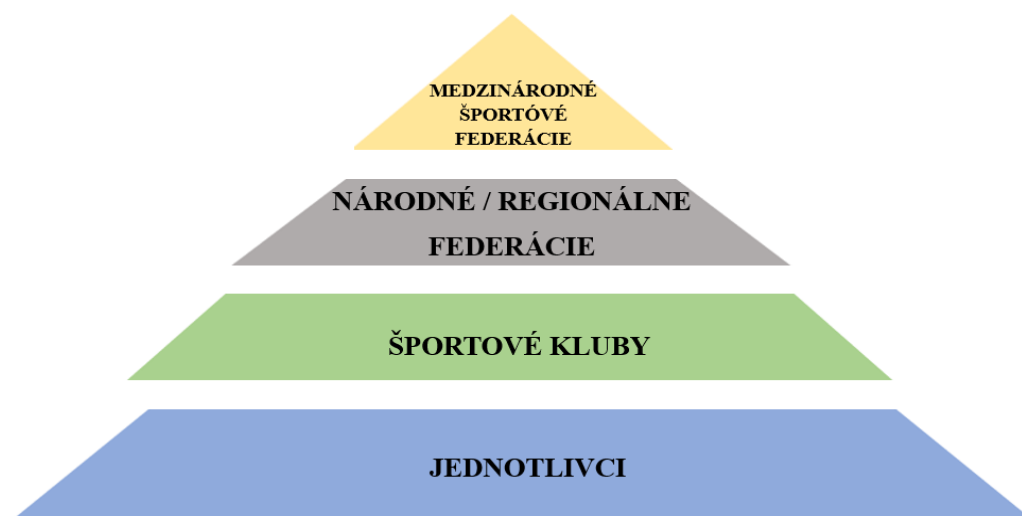 MEDZINÁRODNÉ
ŠPORTÓVÉ
FEDERÁCIE
NÁRODNÉ / REGIONÁLNE
FEDERÁCIE
ŠPORTOVÉ KLUBY
JEDNOTLIVCI